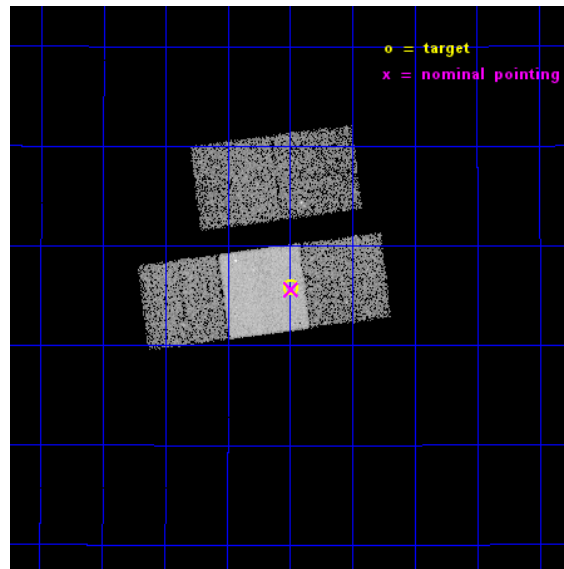 o = target
x = nominal pointing